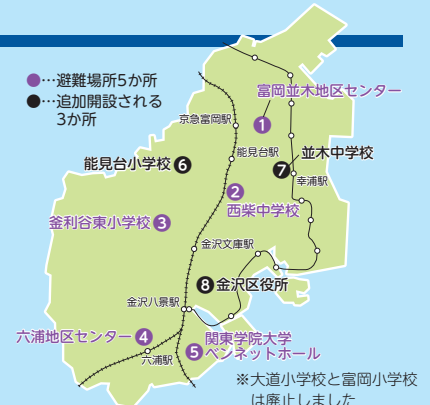 ●…避難場所5か所
●…追加開設される
3か所
富岡並木地区センター
1
京急富岡駅
能見台駅
能見台小学校 6
並木中学校
7
幸浦駅
2
西柴中学校
釜利谷東小学校 3
金沢文庫駅
8 金沢区役所
金沢八景駅
六浦地区センター 4
六浦駅
5 関東学院大学
ベンネットホール
※大道小学校と富岡小学校
は廃止しました